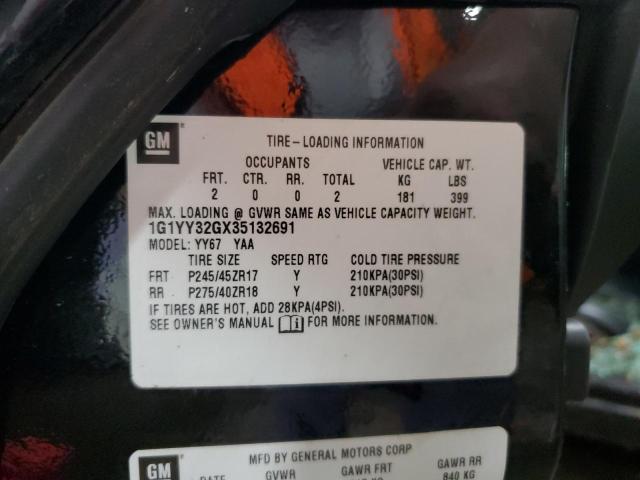 GM
TIRE-LOADING INFORMATION
OCCUPANTS VEHICLE CAP. WT.
FRT. CTR. RR. TOTAL KG LBS
2 0 0 2 181 399
MAX. LOADING @ GVWR SAME AS VEHICLE CAPACITY WEIGHT.
1G1YY32GX35132691
MODEL: YY67 YAA
TIRE SIZE SPEED RTG COLD TIRE PRESSURE
FRT P245/45ZR17 Y 210KPA(30PSI)
RR P275/40ZR18 Y 210KPA(30PSI)
IF TIRES ARE HOT, ADD 28KPA(4PSI).
SEE OWNER'S MANUAL FOR MORE INFORMATION.
GM
MFD BY GENERAL MOTORS CORP
DATE GVWR GAWR FRT GAWR RR
840 KG